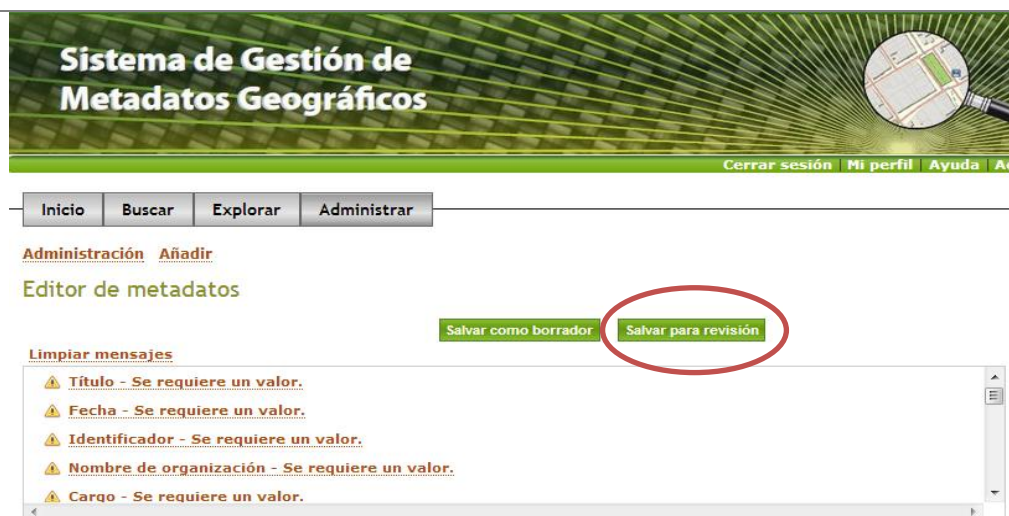 Sistema de Gestión de
Metadatos Geográficos
Cerrar sesión | Mi perfil | Ayuda |
Inicio Buscar Explorar Administrar
Administración Añadir
Editor de metadatos
Salvar como borrador Salvar para revisión
Limpiar mensajes
Título - Se requiere un valor.
Fecha - Se requiere un valor.
Identificador - Se requiere un valor.
Nombre de organización - Se requiere un valor.
Cargo - Se requiere un valor.